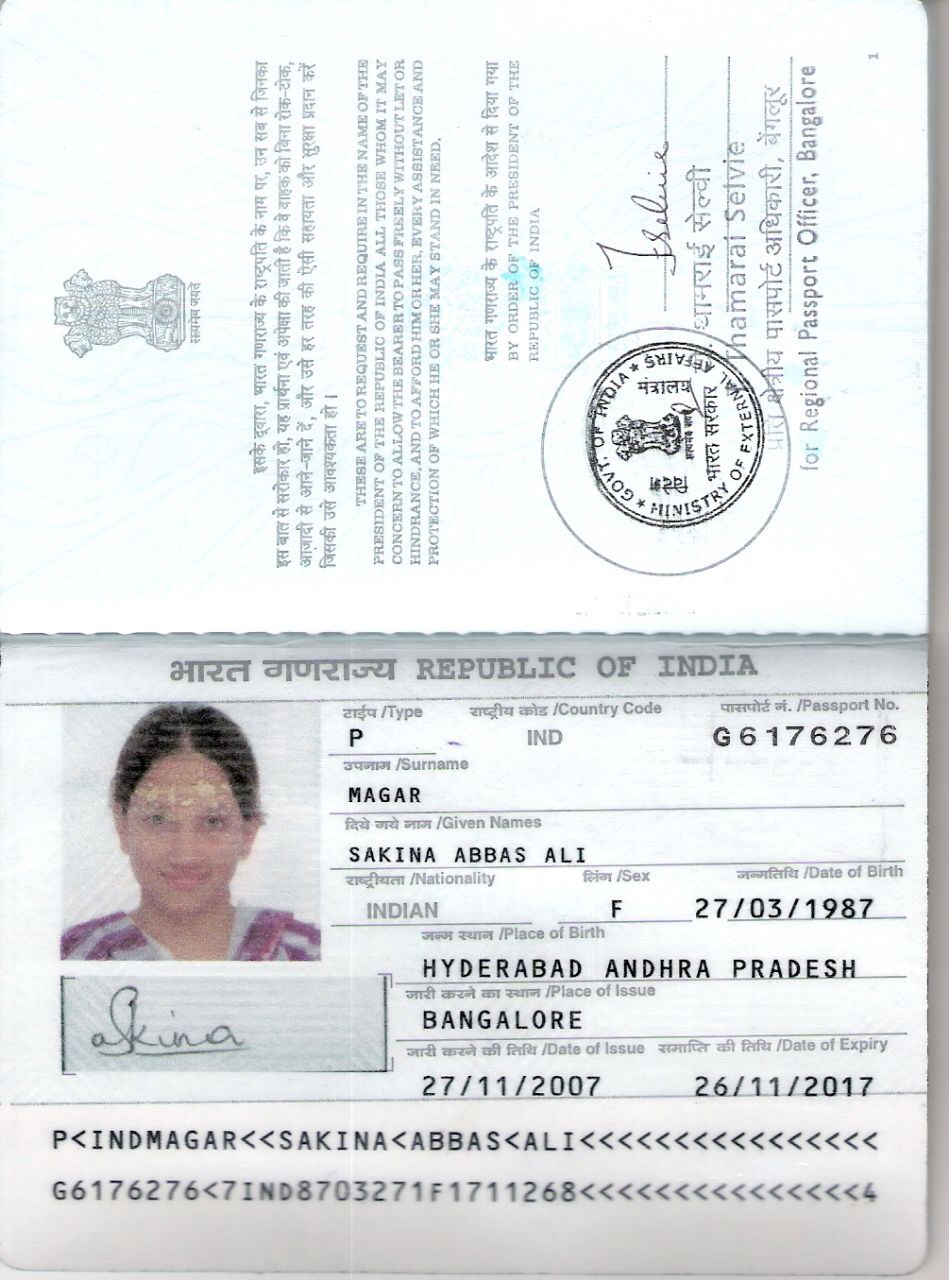 सत्यमेव जयते
इसके द्वारा, भारत गणराज्य के राष्ट्रपति के नाम पर, उन सब से जिनका
इस बात से सरोकार हो, यह प्रार्थना एवं अपेक्षा की जाती है कि वे वाहक को बिना रोक-टोक,
आज़ादी से आने-जाने दें, और उसे हर तरह की ऐसी सहायता और सुरक्षा प्रदान करें
जिसकी उसे आवश्यकता हो।
THESE ARE TO REQUEST AND REQUIRE IN THE NAME OF THE
PRESIDENT OF THE REPUBLIC OF INDIA ALL THOSE WHOM IT MAY
CONCERN TO ALLOW THE BEARER TO PASS FREELY WITHOUT LET OR
HINDRANCE, AND TO AFFORD HIM OR HER, EVERY ASSISTANCE AND
PROTECTION OF WHICH HE OR SHE MAY STAND IN NEED.
भारत गणराज्य के राष्ट्रपति के आदेश से दिया गया
BY ORDER OF THE PRESIDENT OF THE
REPUBLIC OF INDIA
GOVT. OF INDIA ★ MINISTRY OF EXTERNAL AFFAIRS ★
विदेश मंत्रालय
भारत सरकार
थामराई सेल्वी
Thamarai Selvie
क्षेत्रीय पासपोर्ट अधिकारी, बेंगलूर
for Regional Passport Officer, Bangalore
1
भारत गणराज्य REPUBLIC OF INDIA
टाईप /Type राष्ट्रीय कोड /Country Code पासपोर्ट नं. /Passport No.
P IND G6176276
उपनाम /Surname
MAGAR
दिये गये नाम /Given Names
SAKINA ABBAS ALI
राष्ट्रीयता /Nationality लिंग /Sex जन्मतिथि /Date of Birth
INDIAN F 27/03/1987
जन्म स्थान /Place of Birth
HYDERABAD ANDHRA PRADESH
जारी करने का स्थान /Place of Issue
BANGALORE
जारी करने की तिथि /Date of Issue समाप्ति की तिथि /Date of Expiry
27/11/2007 26/11/2017
P<INDMAGAR<<SAKINA<ABBAS<ALI<<<<<<<<<<<<<<<<
G6176276<7IND8703271F1711268<<<<<<<<<<<<<<<4